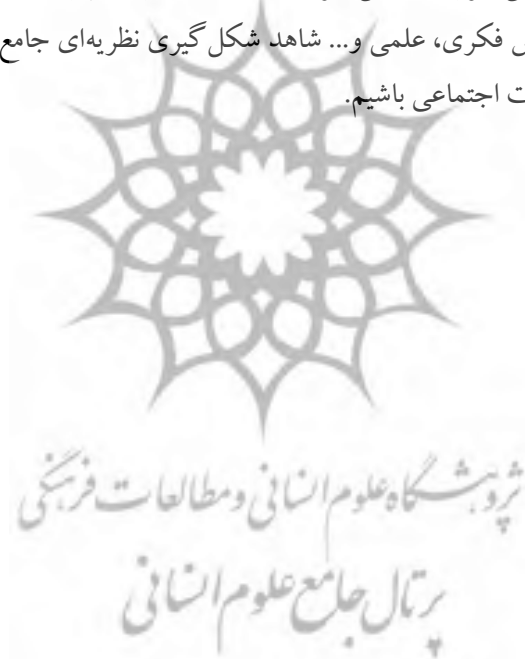 فکری، علمی و... شاهد شکل‌گیری نظریه‌ای جامع
اجتماعی باشیم.
پژوهشگاه علوم انسانی و مطالعات فرهنگی
پرتال جامع علوم انسانی